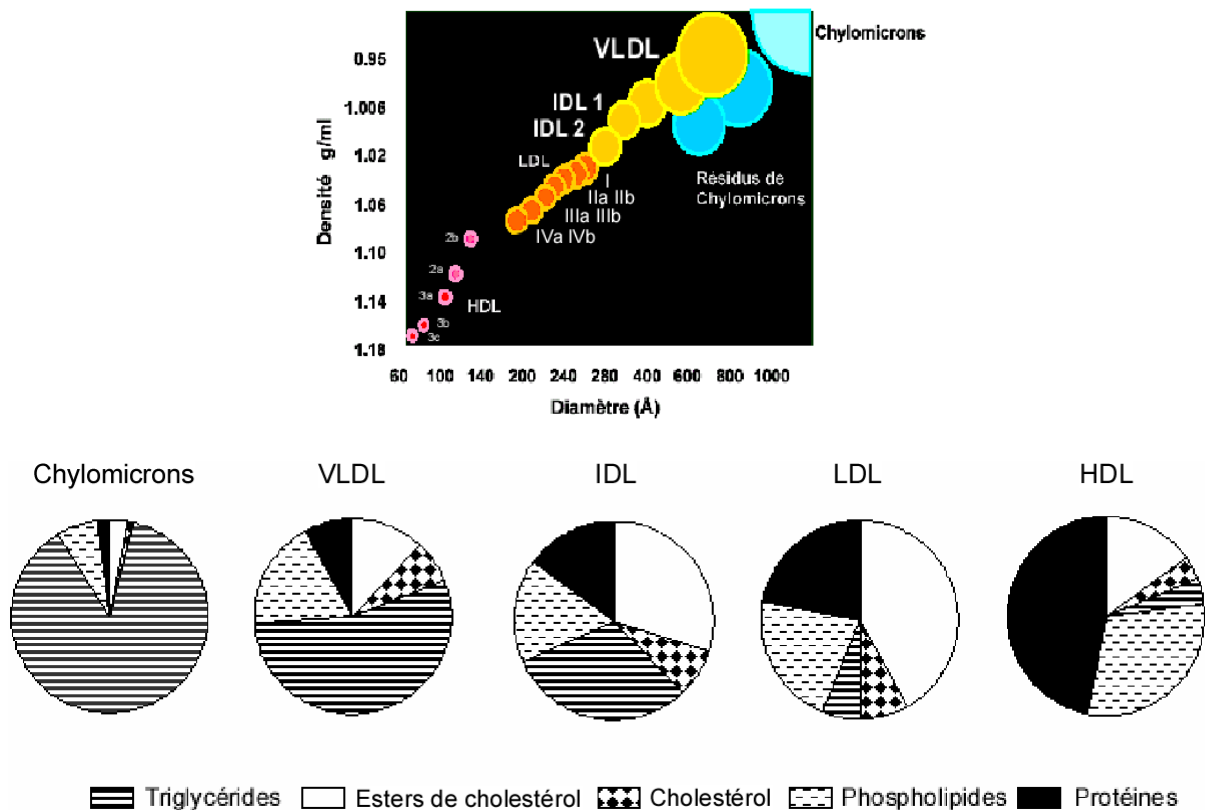 Chylomicrons
VLDL
0.95
IDL 1
1.006
IDL 2
Densité g/ml
1.02
LDL
I
Résidus de
Chylomicrons
IIa IIb
IIIa IIIb
1.06
IVa IVb
2b
1.10
2a
3a
HDL
1.14
3b
3c
1.18
60 100 140 200 240 280 400 600 800 1000
Diamètre (Å)
Chylomicrons VLDL IDL LDL HDL
Triglycérides Esters de cholestérol Cholestérol Phospholipides Protéines